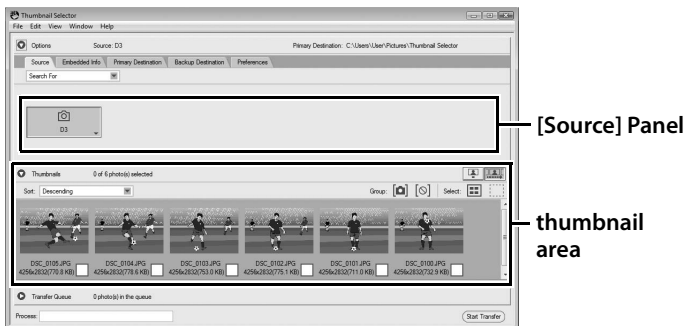 Thumbnail Selector
File Edit View Window Help
Options Source: D3 Primary Destination: C:\Users\User\Pictures\Thumbnail Selector
Source Embedded Info Primary Destination Backup Destination Preferences
Search For
D3
[Source] Panel
Thumbnails 0 of 6 photo(s) selected
Sort: Descending Group: Select:
thumbnail
area
DSC_0105.JPG DSC_0104.JPG DSC_0103.JPG DSC_0102.JPG DSC_0101.JPG DSC_0100.JPG
4256x2832(770.8 KB) 4256x2832(778.6 KB) 4256x2832(753.0 KB) 4256x2832(775.1 KB) 4256x2832(711.0 KB) 4256x2832(732.9 KB)
Transfer Queue 0 photo(s) in the queue
Process: Start Transfer